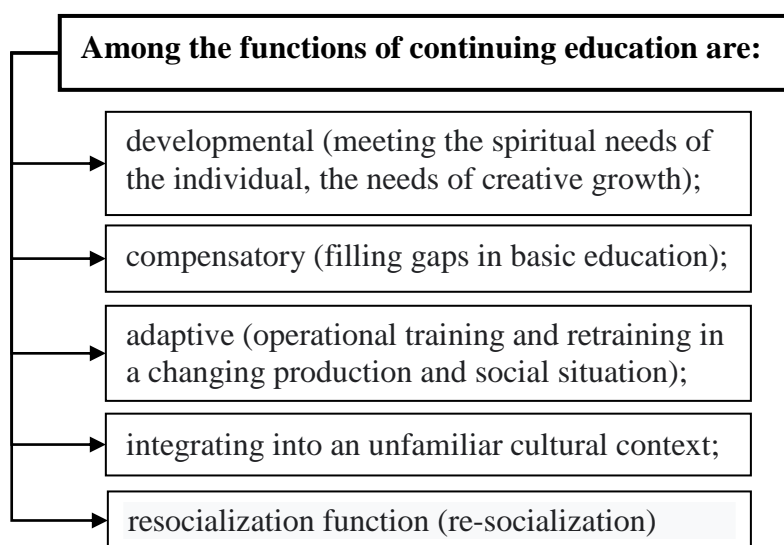 Among the functions of continuing education are:
developmental (meeting the spiritual needs of
the individual, the needs of creative growth);
compensatory (filling gaps in basic education);
adaptive (operational training and retraining in
a changing production and social situation);
integrating into an unfamiliar cultural context;
resocialization function (re-socialization)